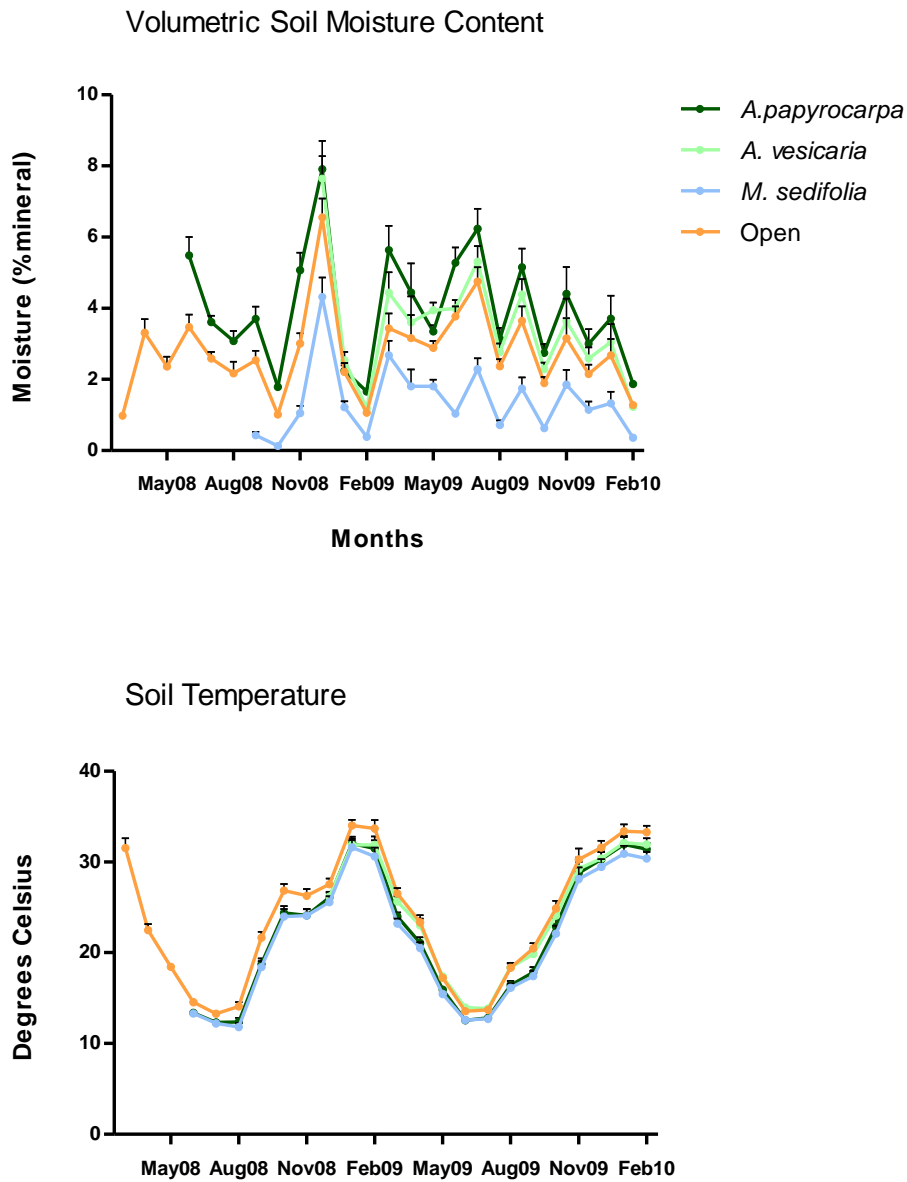 Volumetric Soil Moisture Content
Moisture (%mineral)
10
8
6
4
2
0
May08 Aug08 Nov08 Feb09 May09 Aug09 Nov09 Feb10
Months
A.papyrocarpa
A. vesicaria
M. sedifolia
Open
Soil Temperature
Degrees Celsius
40
30
20
10
0
May08 Aug08 Nov08 Feb09 May09 Aug09 Nov09 Feb10